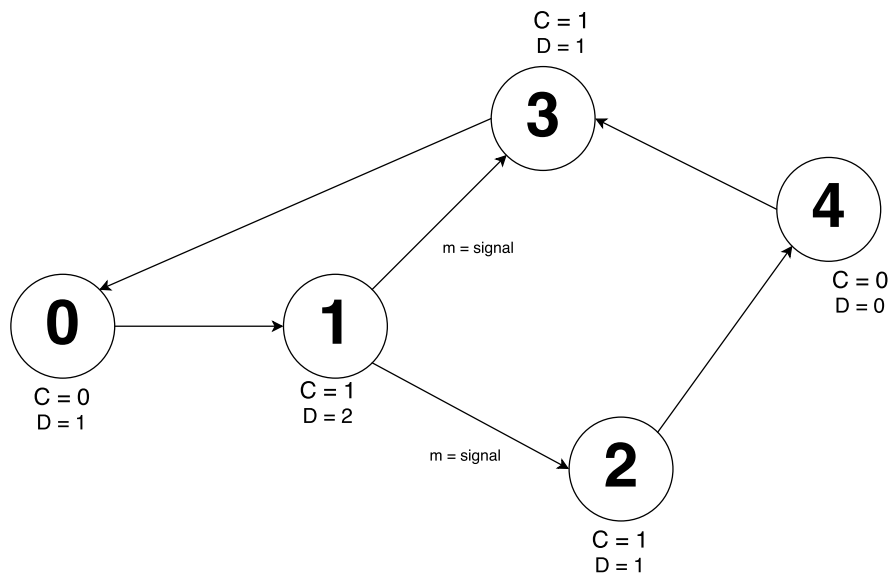 C = 1
D = 1
3
4
C = 0
D = 0
m = signal
0
C = 0
D = 1
1
C = 1
D = 2
m = signal
2
C = 1
D = 1